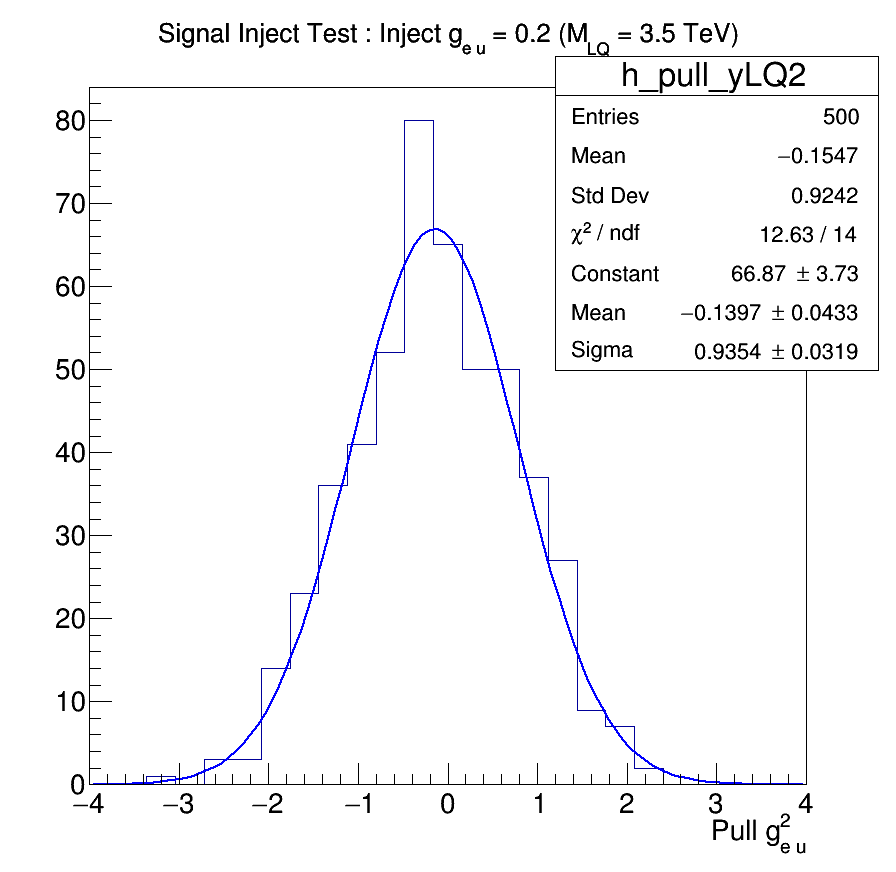 Signal Inject Test : Inject g_{e u} = 0.2 (M_{LQ} = 3.5 TeV)
h_pull_yLQ2
Entries 500
Mean −0.1547
Std Dev 0.9242
χ² / ndf 12.63 / 14
Constant 66.87 ± 3.73
Mean −0.1397 ± 0.0433
Sigma 0.9354 ± 0.0319
80
70
60
50
40
30
20
10
0
−4 −3 −2 −1 0 1 2 3 4
Pull g²_{e u}